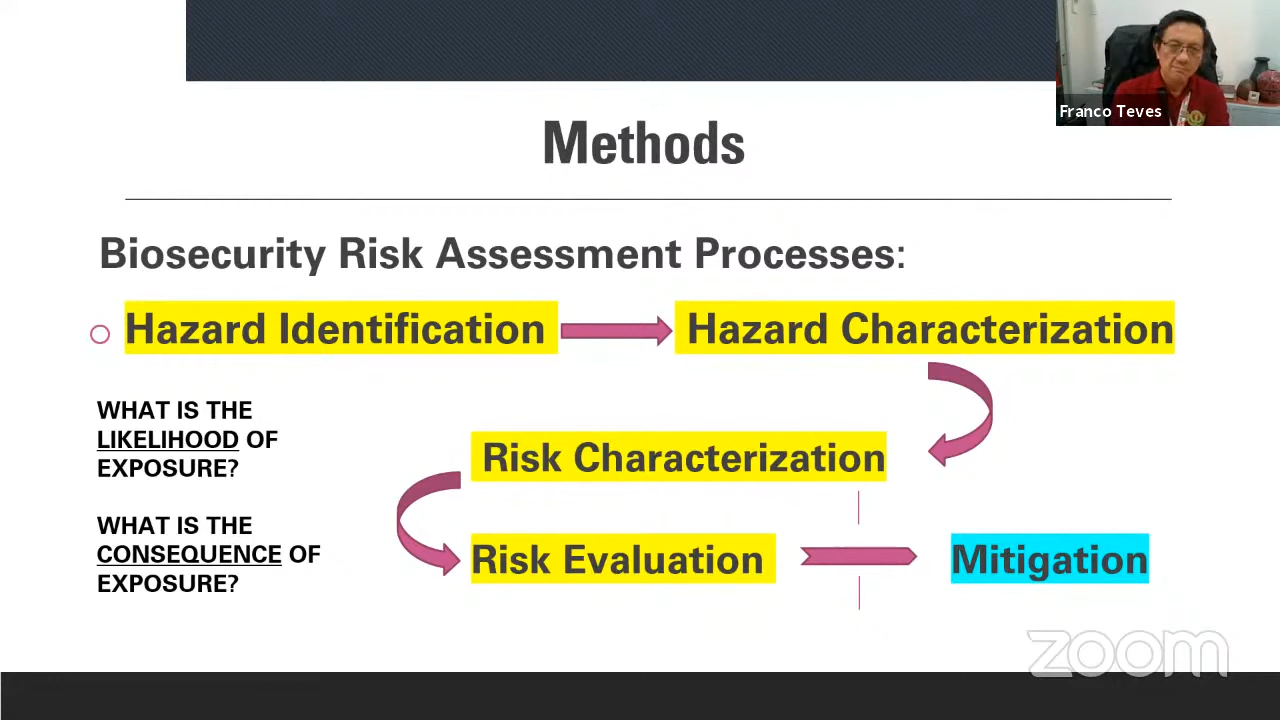 Franco Teves
Methods
Biosecurity Risk Assessment Processes:
Hazard Identification
Hazard Characterization
WHAT IS THE
LIKELIHOOD OF
EXPOSURE?
Risk Characterization
WHAT IS THE
CONSEQUENCE OF
EXPOSURE?
Risk Evaluation
Mitigation
zoom